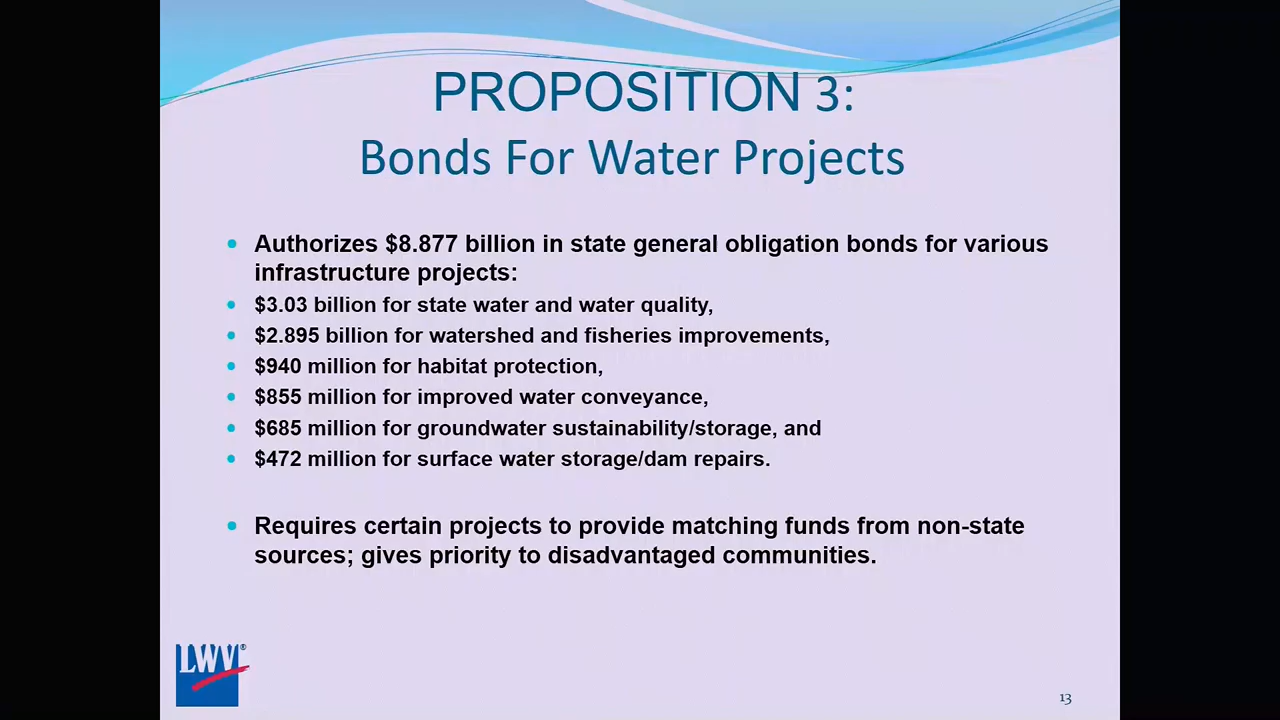 PROPOSITION 3:
Bonds For Water Projects
• Authorizes $8.877 billion in state general obligation bonds for various
infrastructure projects:
• $3.03 billion for state water and water quality,
• $2.895 billion for watershed and fisheries improvements,
• $940 million for habitat protection,
• $855 million for improved water conveyance,
• $685 million for groundwater sustainability/storage, and
• $472 million for surface water storage/dam repairs.
• Requires certain projects to provide matching funds from non-state
sources; gives priority to disadvantaged communities.
LWV®
13